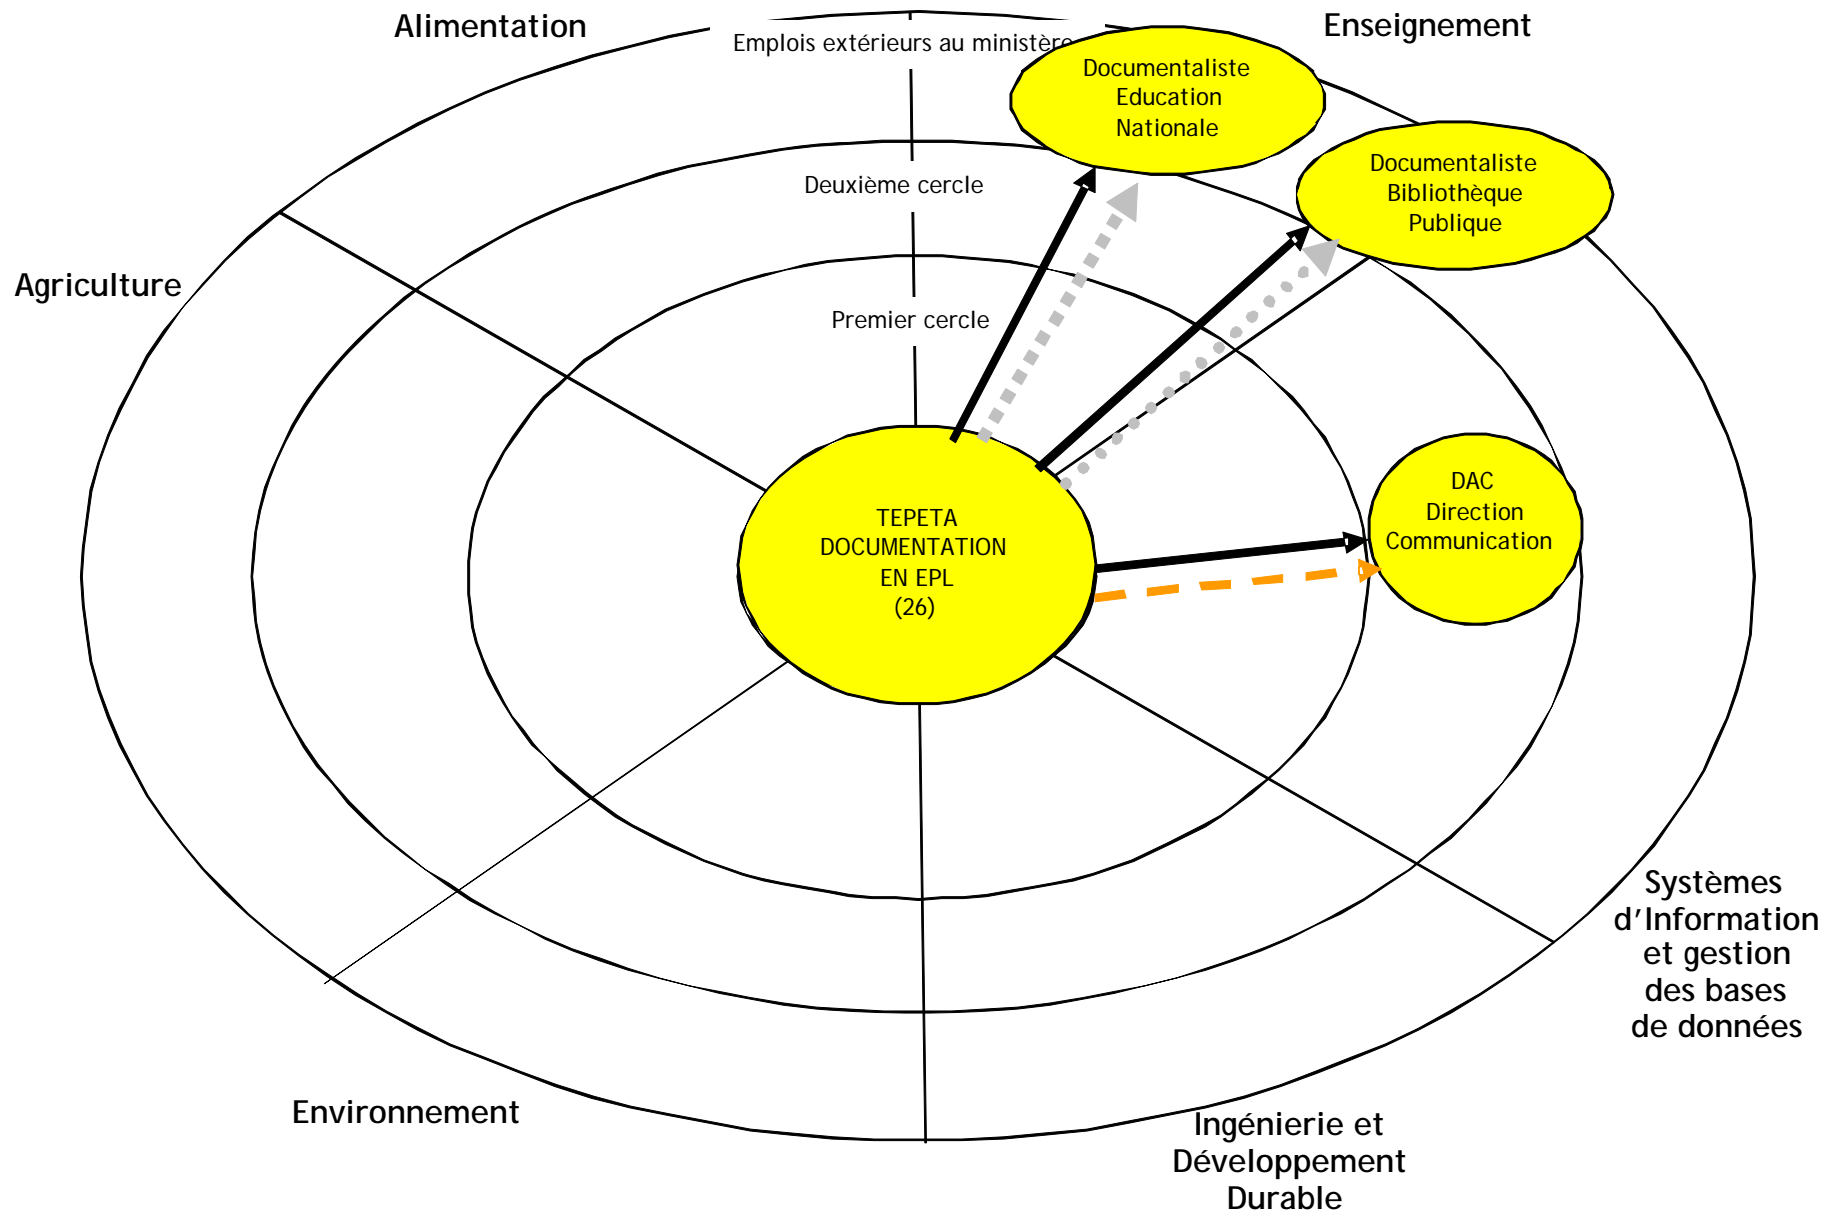 Alimentation
Enseignement
Emplois extérieurs au ministère
Documentaliste
Education
Nationale
Documentaliste
Bibliothèque
Publique
Deuxième cercle
Agriculture
Premier cercle
DAC
Direction
Communication
TEPETA
DOCUMENTATION
EN EPL
(26)
Systèmes
d’Information
et gestion
des bases
de données
Environnement
Ingénierie et
Développement
Durable